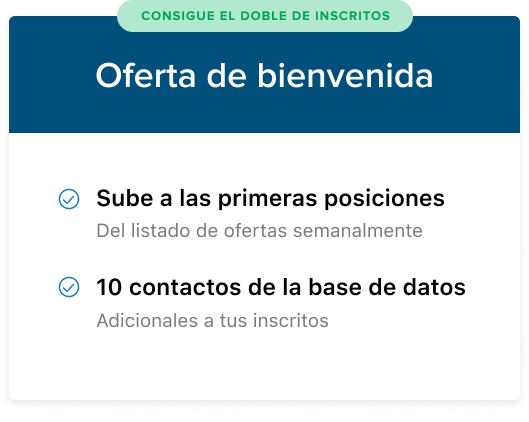 CONSIGUE EL DOBLE DE INSCRITOS
Oferta de bienvenida
Sube a las primeras posiciones
Del listado de ofertas semanalmente
10 contactos de la base de datos
Adicionales a tus inscritos